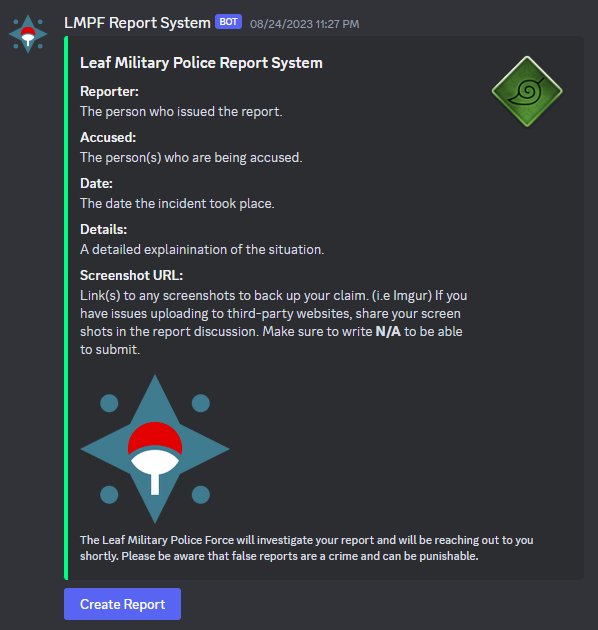 LMPF Report System BOT 08/24/2023 11:27 PM
Leaf Military Police Report System
Reporter:
The person who issued the report.
Accused:
The person(s) who are being accused.
Date:
The date the incident took place.
Details:
A detailed explainination of the situation.
Screenshot URL:
Link(s) to any screenshots to back up your claim. (i.e Imgur) If you
have issues uploading to third-party websites, share your screen
shots in the report discussion. Make sure to write N/A to be able
to submit.
The Leaf Military Police Force will investigate your report and will be reaching out to you
shortly. Please be aware that false reports are a crime and can be punishable.
Create Report